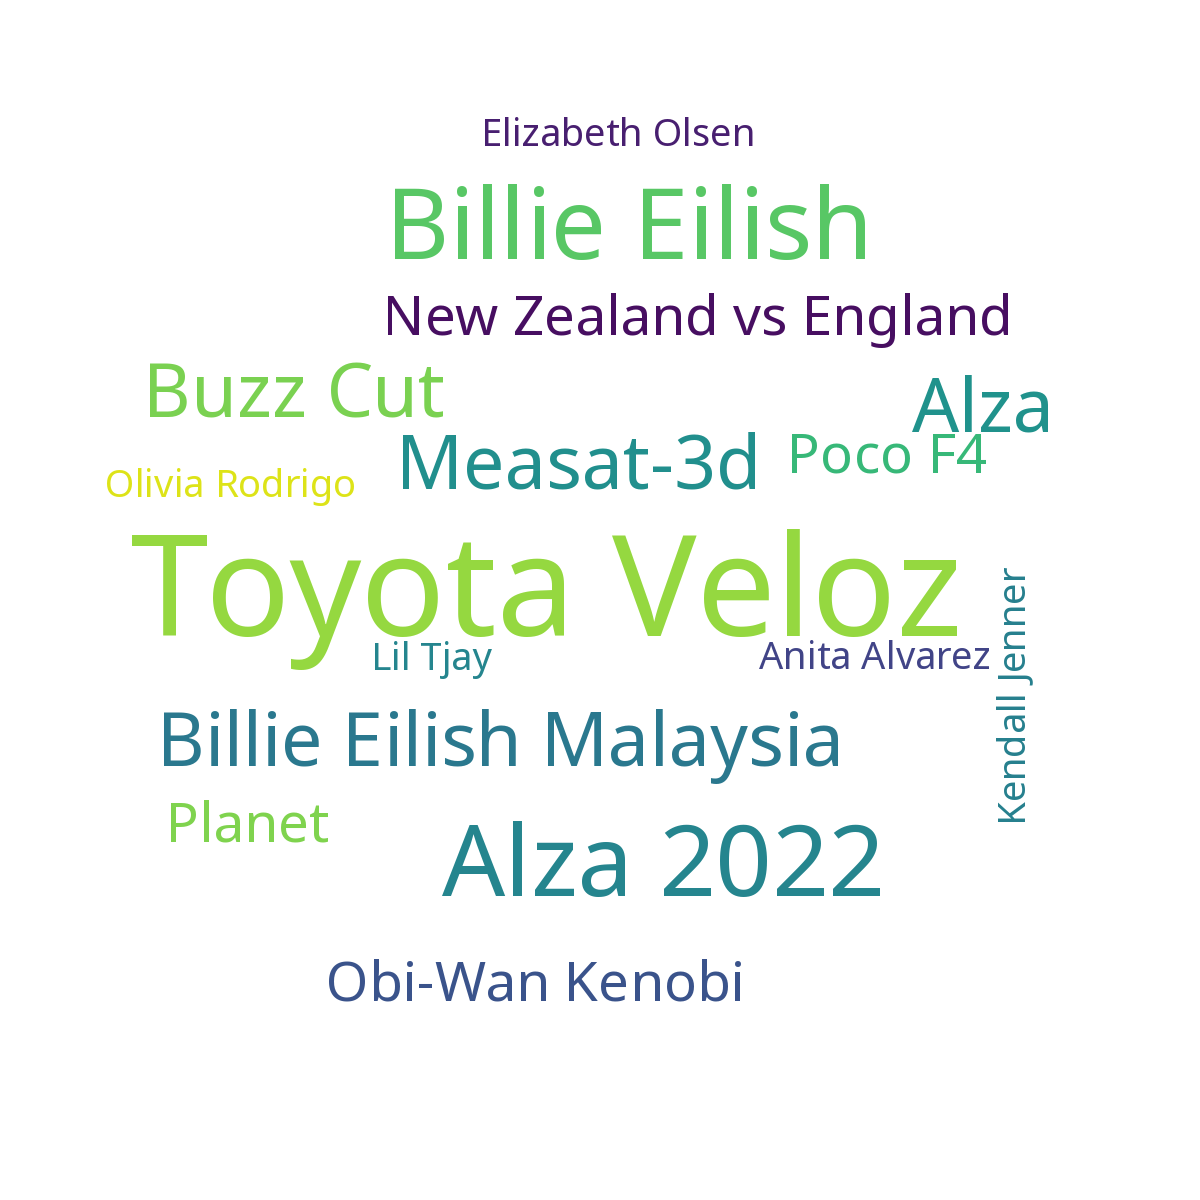 Elizabeth Olsen
Billie Eilish
New Zealand vs England
Buzz Cut
Alza
Measat-3d
Poco F4
Olivia Rodrigo
Toyota Veloz
Kendall Jenner
Lil Tjay
Anita Alvarez
Billie Eilish Malaysia
Planet
Alza 2022
Obi-Wan Kenobi